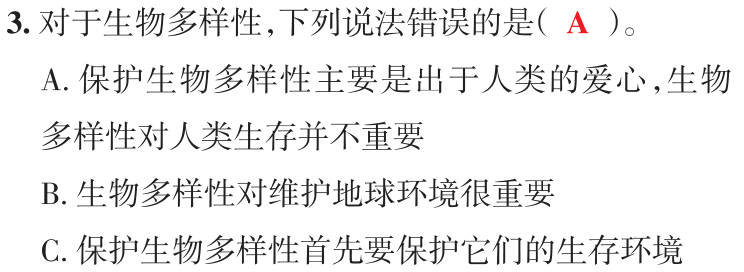 3. 对于生物多样性,下列说法错误的是( A )。
A. 保护生物多样性主要是出于人类的爱心,生物
多样性对人类生存并不重要
B. 生物多样性对维护地球环境很重要
C. 保护生物多样性首先要保护它们的生存环境